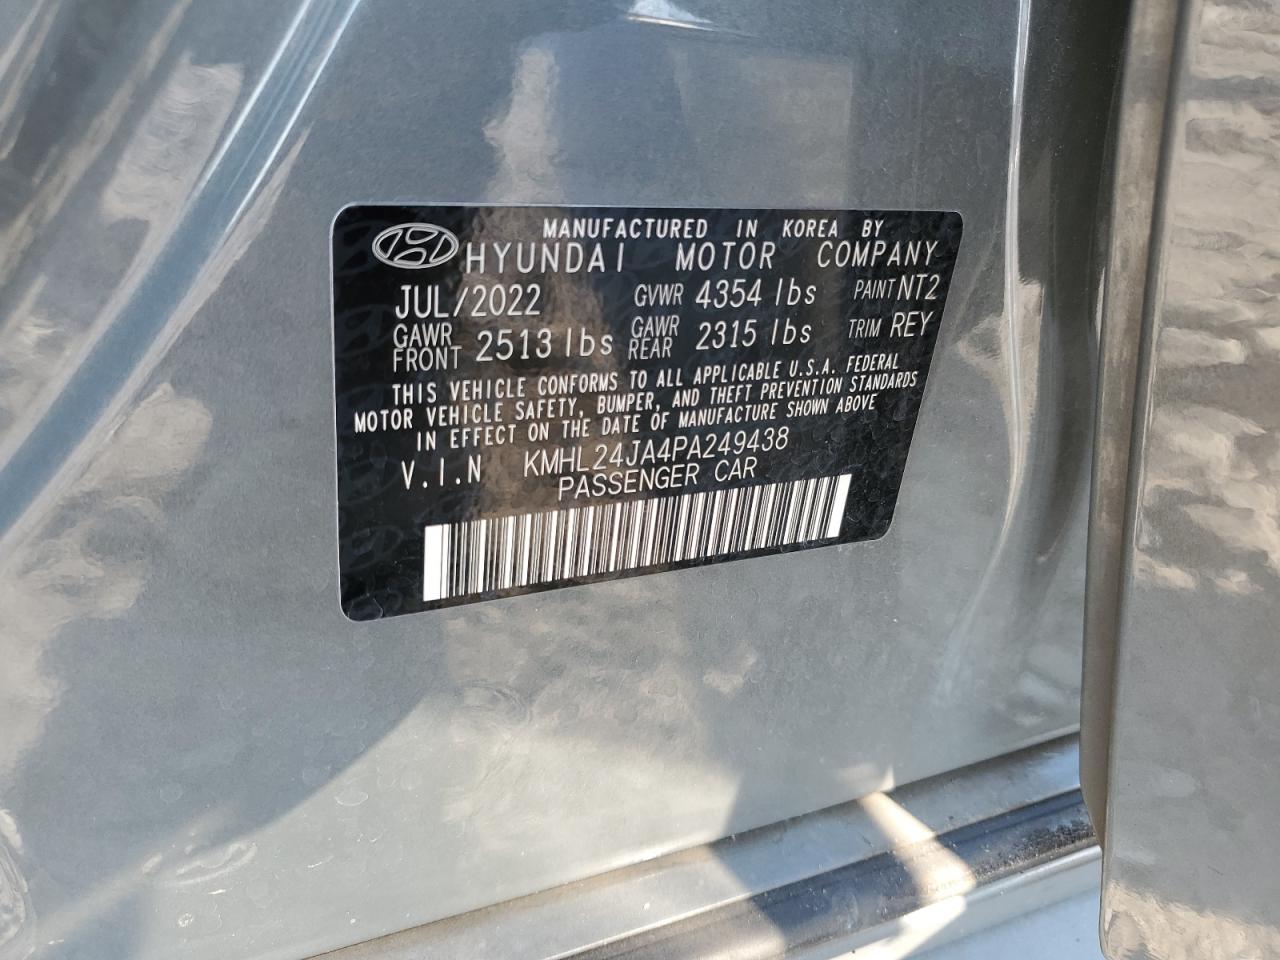 MANUFACTURED IN KOREA BY
HYUNDAI MOTOR COMPANY
JUL/2022 GVWR 4354 lbs PAINT NT2
GAWR FRONT 2513 lbs GAWR REAR 2315 lbs TRIM REY
THIS VEHICLE CONFORMS TO ALL APPLICABLE U.S.A. FEDERAL
MOTOR VEHICLE SAFETY, BUMPER, AND THEFT PREVENTION STANDARDS
IN EFFECT ON THE DATE OF MANUFACTURE SHOWN ABOVE
V.I.N KMHL24JA4PA249438
PASSENGER CAR